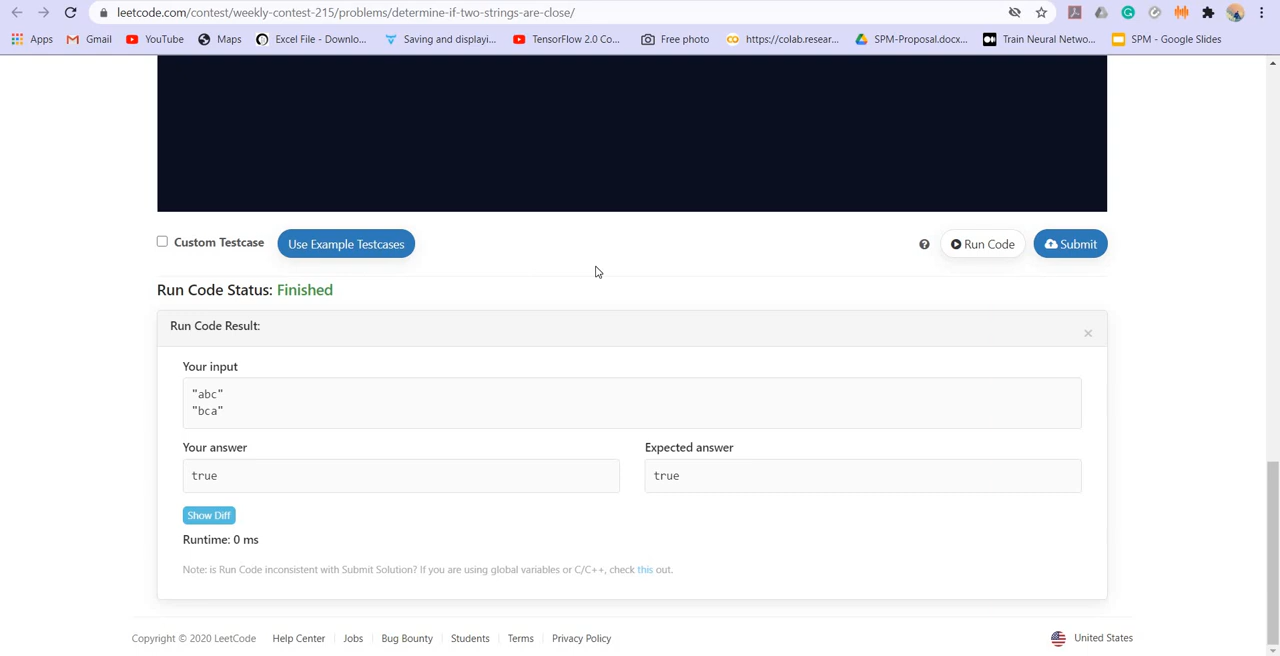 leetcode.com/contest/weekly-contest-215/problems/determine-if-two-strings-are-close/
Apps Gmail YouTube Maps Excel File - Downlo... Saving and displayi... TensorFlow 2.0 Co... Free photo https://colab.resear... SPM-Proposal.docx... Train Neural Netwo... SPM - Google Slides
Custom Testcase Use Example Testcases ? Run Code Submit
Run Code Status: Finished
Run Code Result:
Your input
"abc"
"bca"
Your answer Expected answer
true true
Show Diff
Runtime: 0 ms
Note: is Run Code inconsistent with Submit Solution? If you are using global variables or C/C++, check this out.
Copyright © 2020 LeetCode Help Center Jobs Bug Bounty Students Terms Privacy Policy United States